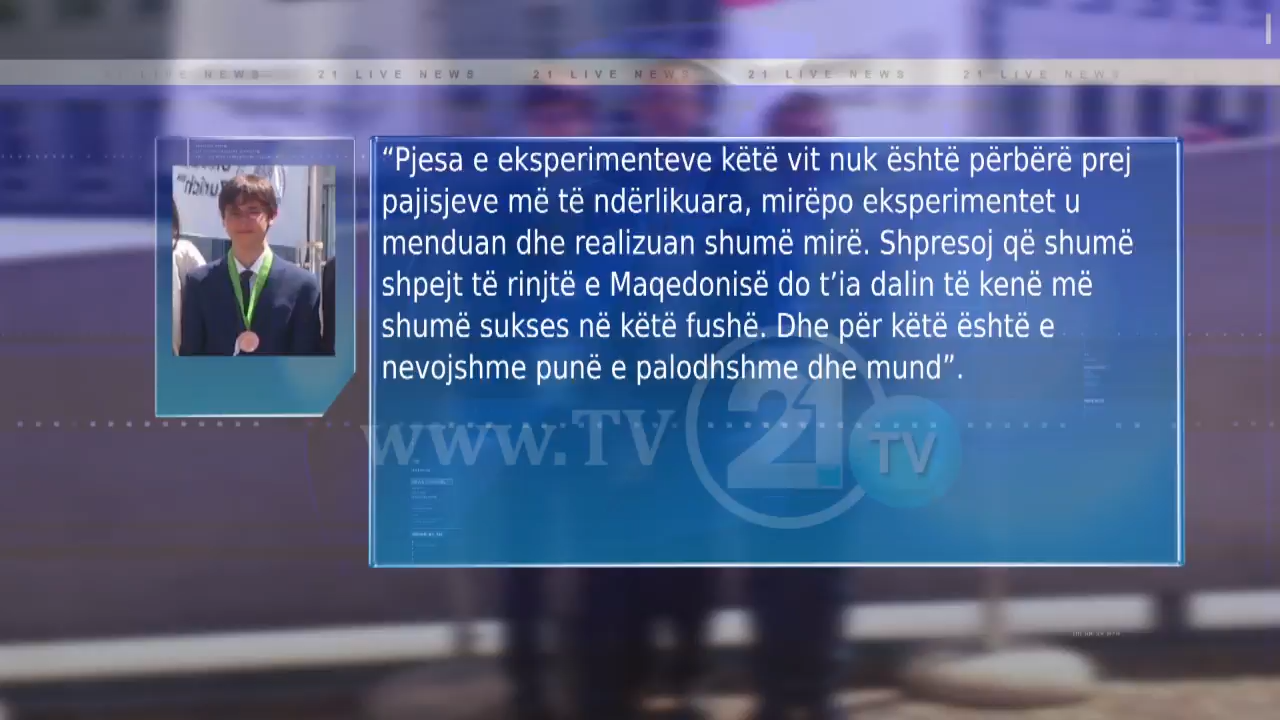 21 LIVE NEWS 21 LIVE NEWS 21 LIVE NEWS 21 LIVE NEWS 21 LIVE NEWS
“Pjesa e eksperimenteve këtë vit nuk është përbërë prej
pajisjeve më të ndërlikuara, mirëpo eksperimentet u
menduan dhe realizuan shumë mirë. Shpresoj që shumë
shpejt të rinjtë e Maqedonisë do t’ia dalin të kenë më
shumë sukses në këtë fushë. Dhe për këtë është e
nevojshme punë e palodhshme dhe mund”.
www.TV 21
TV